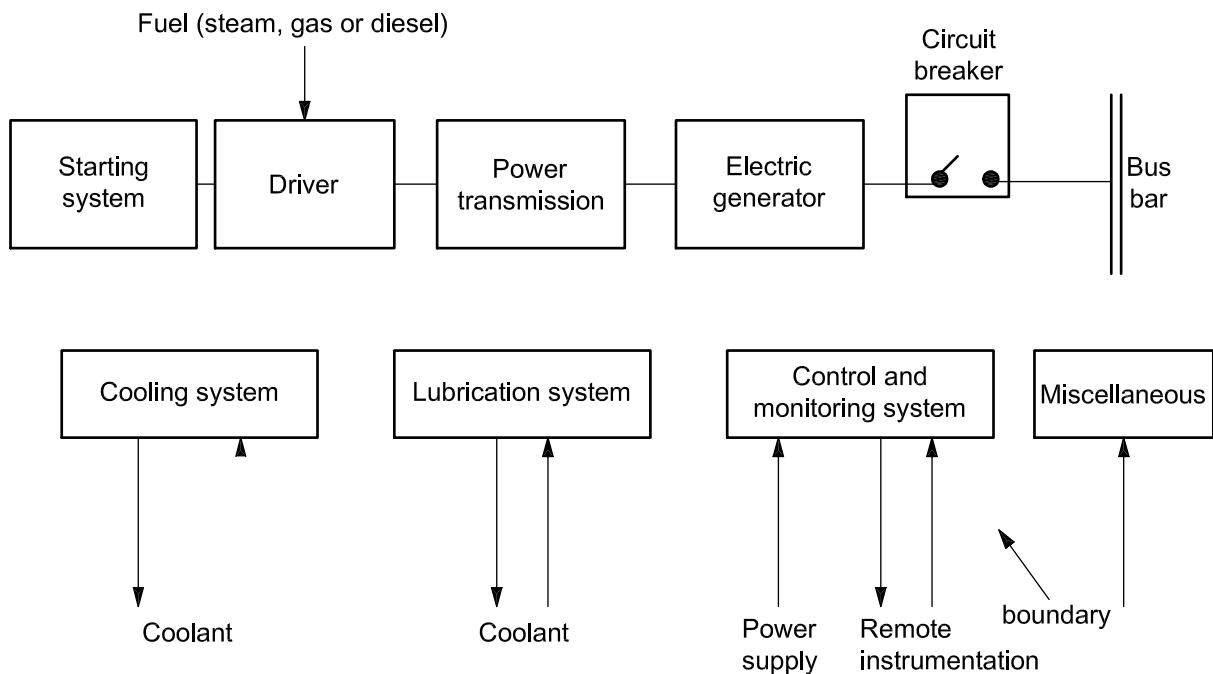 Fuel (steam, gas or diesel)
Circuit
breaker
Starting
system
Driver
Power
transmission
Electric
generator
Bus
bar
Cooling system
Lubrication system
Control and
monitoring system
Miscellaneous
Coolant
Coolant
Power
supply
Remote
instrumentation
boundary